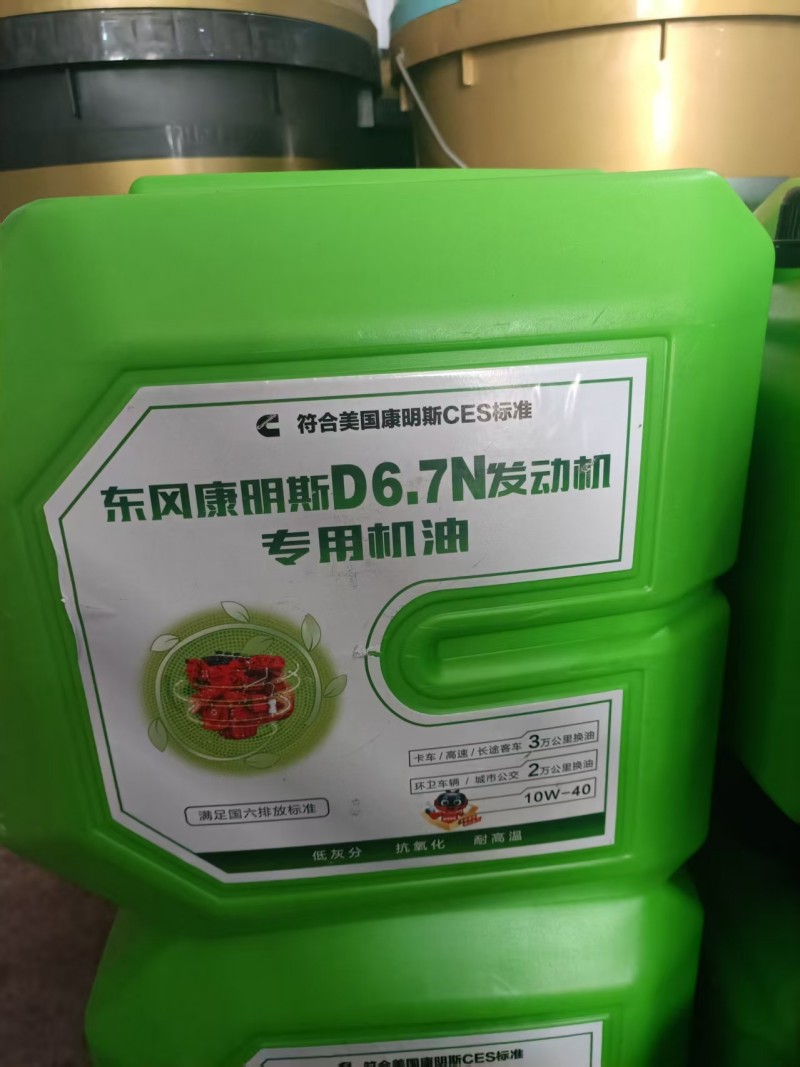 符合美国康明斯CES标准
东风康明斯D6.7N发动机
专用机油
卡车/高速/长途客车 3万公里换油
环卫车辆/城市公交 2万公里换油
10W-40
满足国六排放标准
低灰分 抗氧化 耐高温
符合美国康明斯CES标准